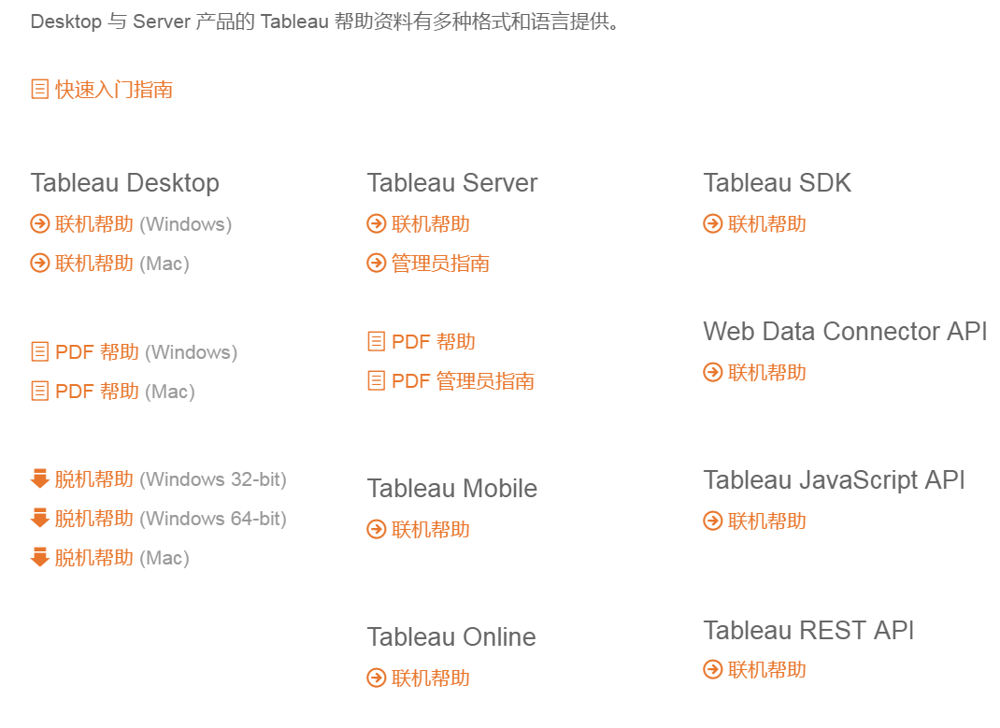 Desktop 与 Server 产品的 Tableau 帮助资料有多种格式和语言提供。
快速入门指南
Tableau Desktop
联机帮助 (Windows)
联机帮助 (Mac)
PDF 帮助 (Windows)
PDF 帮助 (Mac)
脱机帮助 (Windows 32-bit)
脱机帮助 (Windows 64-bit)
脱机帮助 (Mac)
Tableau Server
联机帮助
管理员指南
PDF 帮助
PDF 管理员指南
Tableau Mobile
联机帮助
Tableau Online
联机帮助
Tableau SDK
联机帮助
Web Data Connector API
联机帮助
Tableau JavaScript API
联机帮助
Tableau REST API
联机帮助